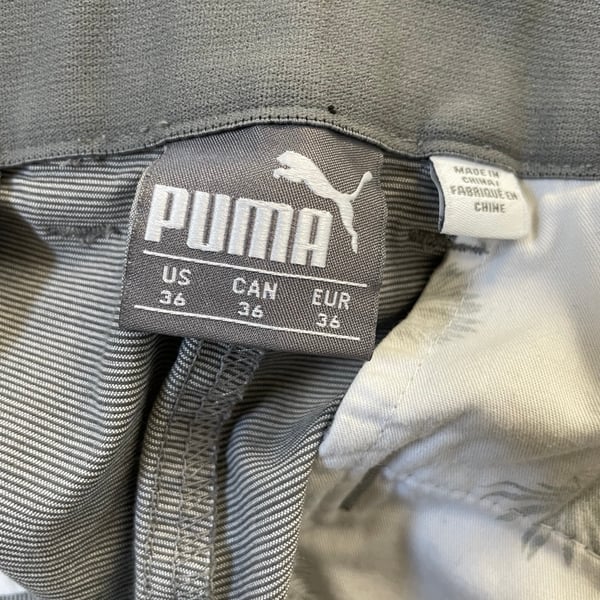 PUMA
US CAN EUR
36 36 36
MADE IN
CHINA/
FABRIQUÉ EN
CHINE